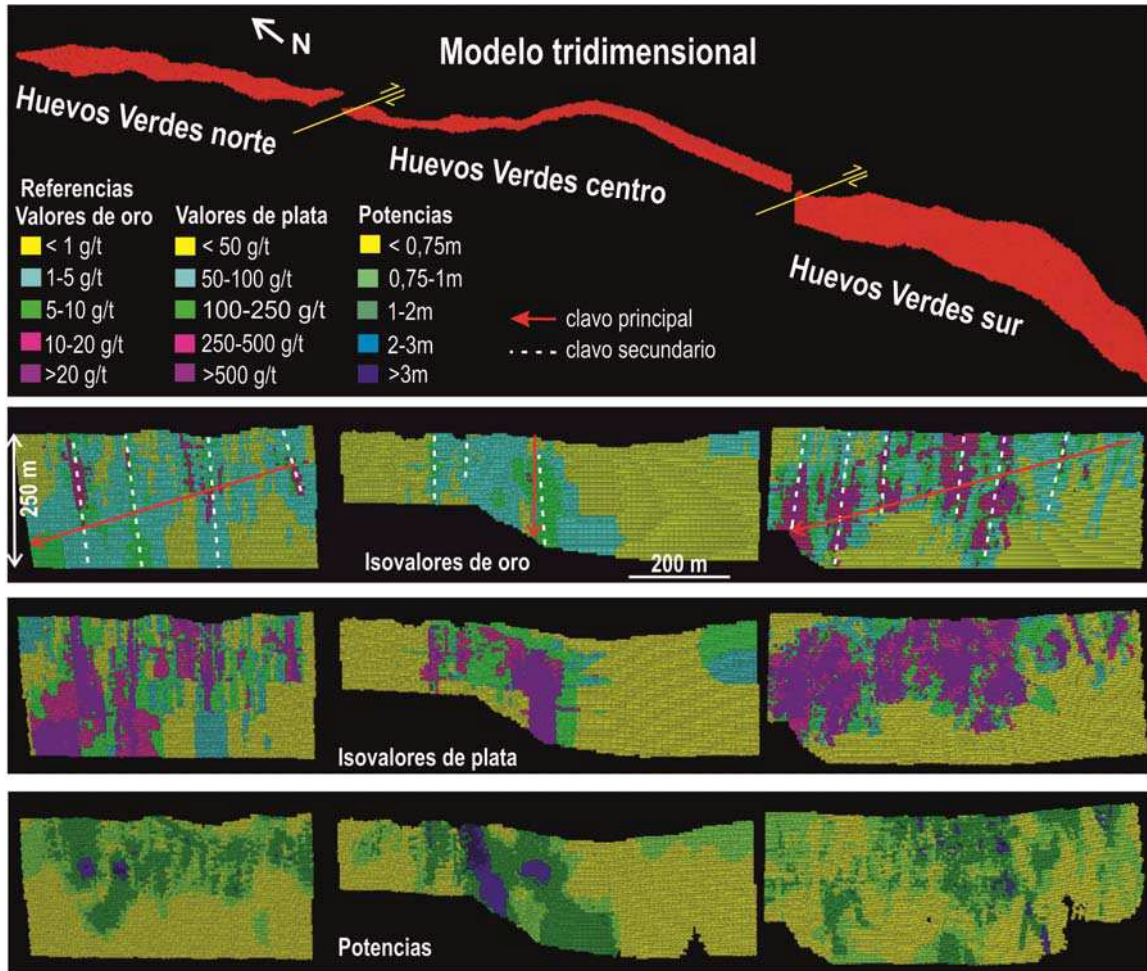 N
Modelo tridimensional
Huevos Verdes norte
Huevos Verdes centro
Huevos Verdes sur
Referencias
Valores de oro
< 1 g/t
1-5 g/t
5-10 g/t
10-20 g/t
>20 g/t
Valores de plata
< 50 g/t
50-100 g/t
100-250 g/t
250-500 g/t
>500 g/t
Potencias
< 0,75m
0,75-1m
1-2m
2-3m
>3m
clavo principal
clavo secundario
250 m
Isovalores de oro
200 m
Isovalores de plata
Potencias